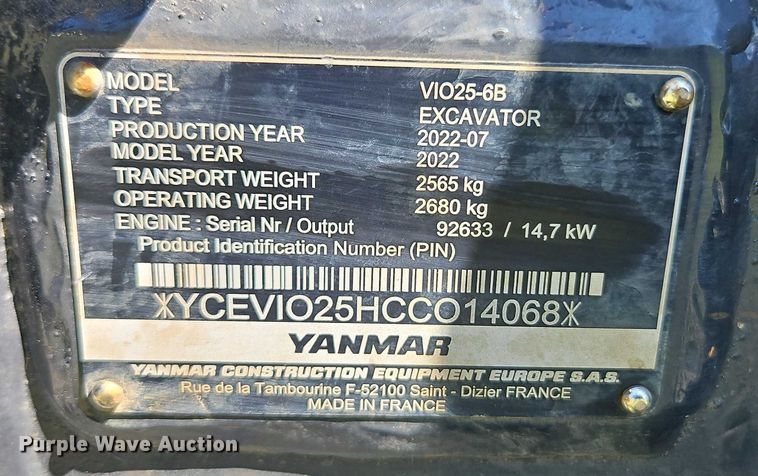 MODEL VIO25-6B
TYPE EXCAVATOR
PRODUCTION YEAR 2022-07
MODEL YEAR 2022
TRANSPORT WEIGHT 2565 kg
OPERATING WEIGHT 2680 kg
ENGINE : Serial Nr / Output 92633 / 14,7 kW
Product Identification Number (PIN)
*YCEVIO25HCCO14068*
YANMAR
YANMAR CONSTRUCTION EQUIPMENT EUROPE S.A.S.
Rue de la Tambourine F-52100 Saint - Dizier FRANCE
MADE IN FRANCE
Purple Wave Auction